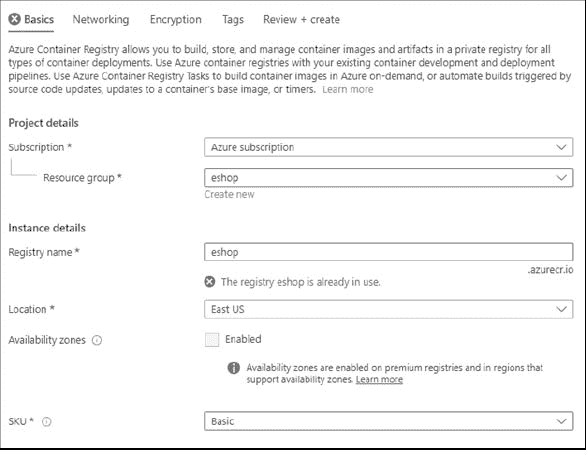 Basics Networking Encryption Tags Review + create
Azure Container Registry allows you to build, store, and manage container images and artifacts in a private registry for all
types of container deployments. Use Azure container registries with your existing container development and deployment
pipelines. Use Azure Container Registry Tasks to build container images in Azure on-demand, or automate builds triggered by
source code updates, updates to a container's base image, or timers. Learn more
Project details
Subscription *
Azure subscription
Resource group *
eshop
Create new
Instance details
Registry name *
eshop
.azurecr.io
The registry eshop is already in use.
Location *
East US
Availability zones
Enabled
Availability zones are enabled on premium registries and in regions that
support availability zones. Learn more
SKU *
Basic